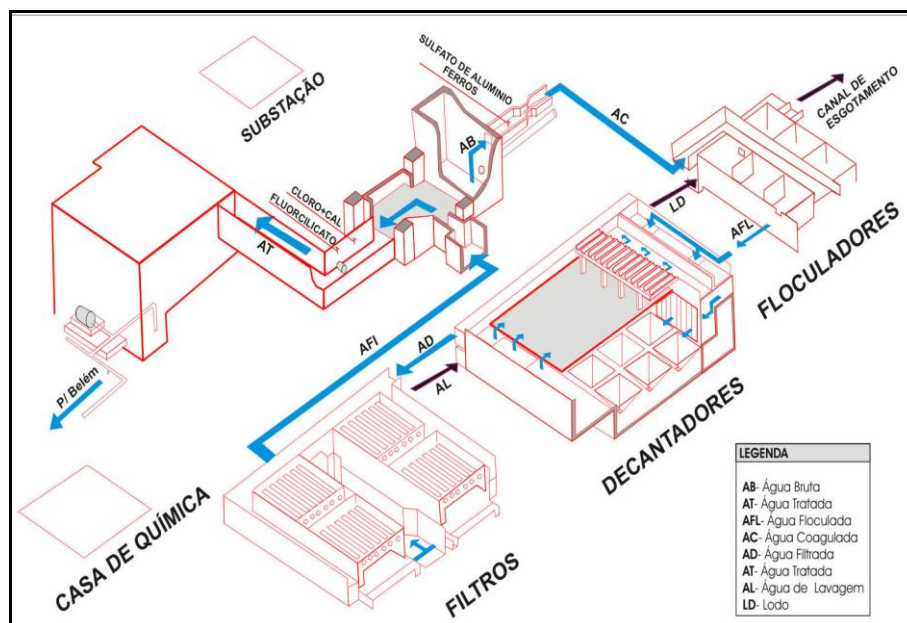 SUBSTAÇÃO
SULFATO DE ALUMINIO
FERROS
AB
AC
CANAL DE
ESGOTAMENTO
CLORO+CAL
FLUORCILICATO
AT
LD
AFL
FLOCULADORES
AFI
AD
AL
P/ Belém
DECANTADORES
CASA DE QUÍMICA
FILTROS
LEGENDA
AB- Água Bruta
AT- Água Tratada
AFL- Água Floculada
AC- Água Coagulada
AD- Água Filtrada
AT- Água Tratada
AL- Água de Lavagem
LD- Lodo